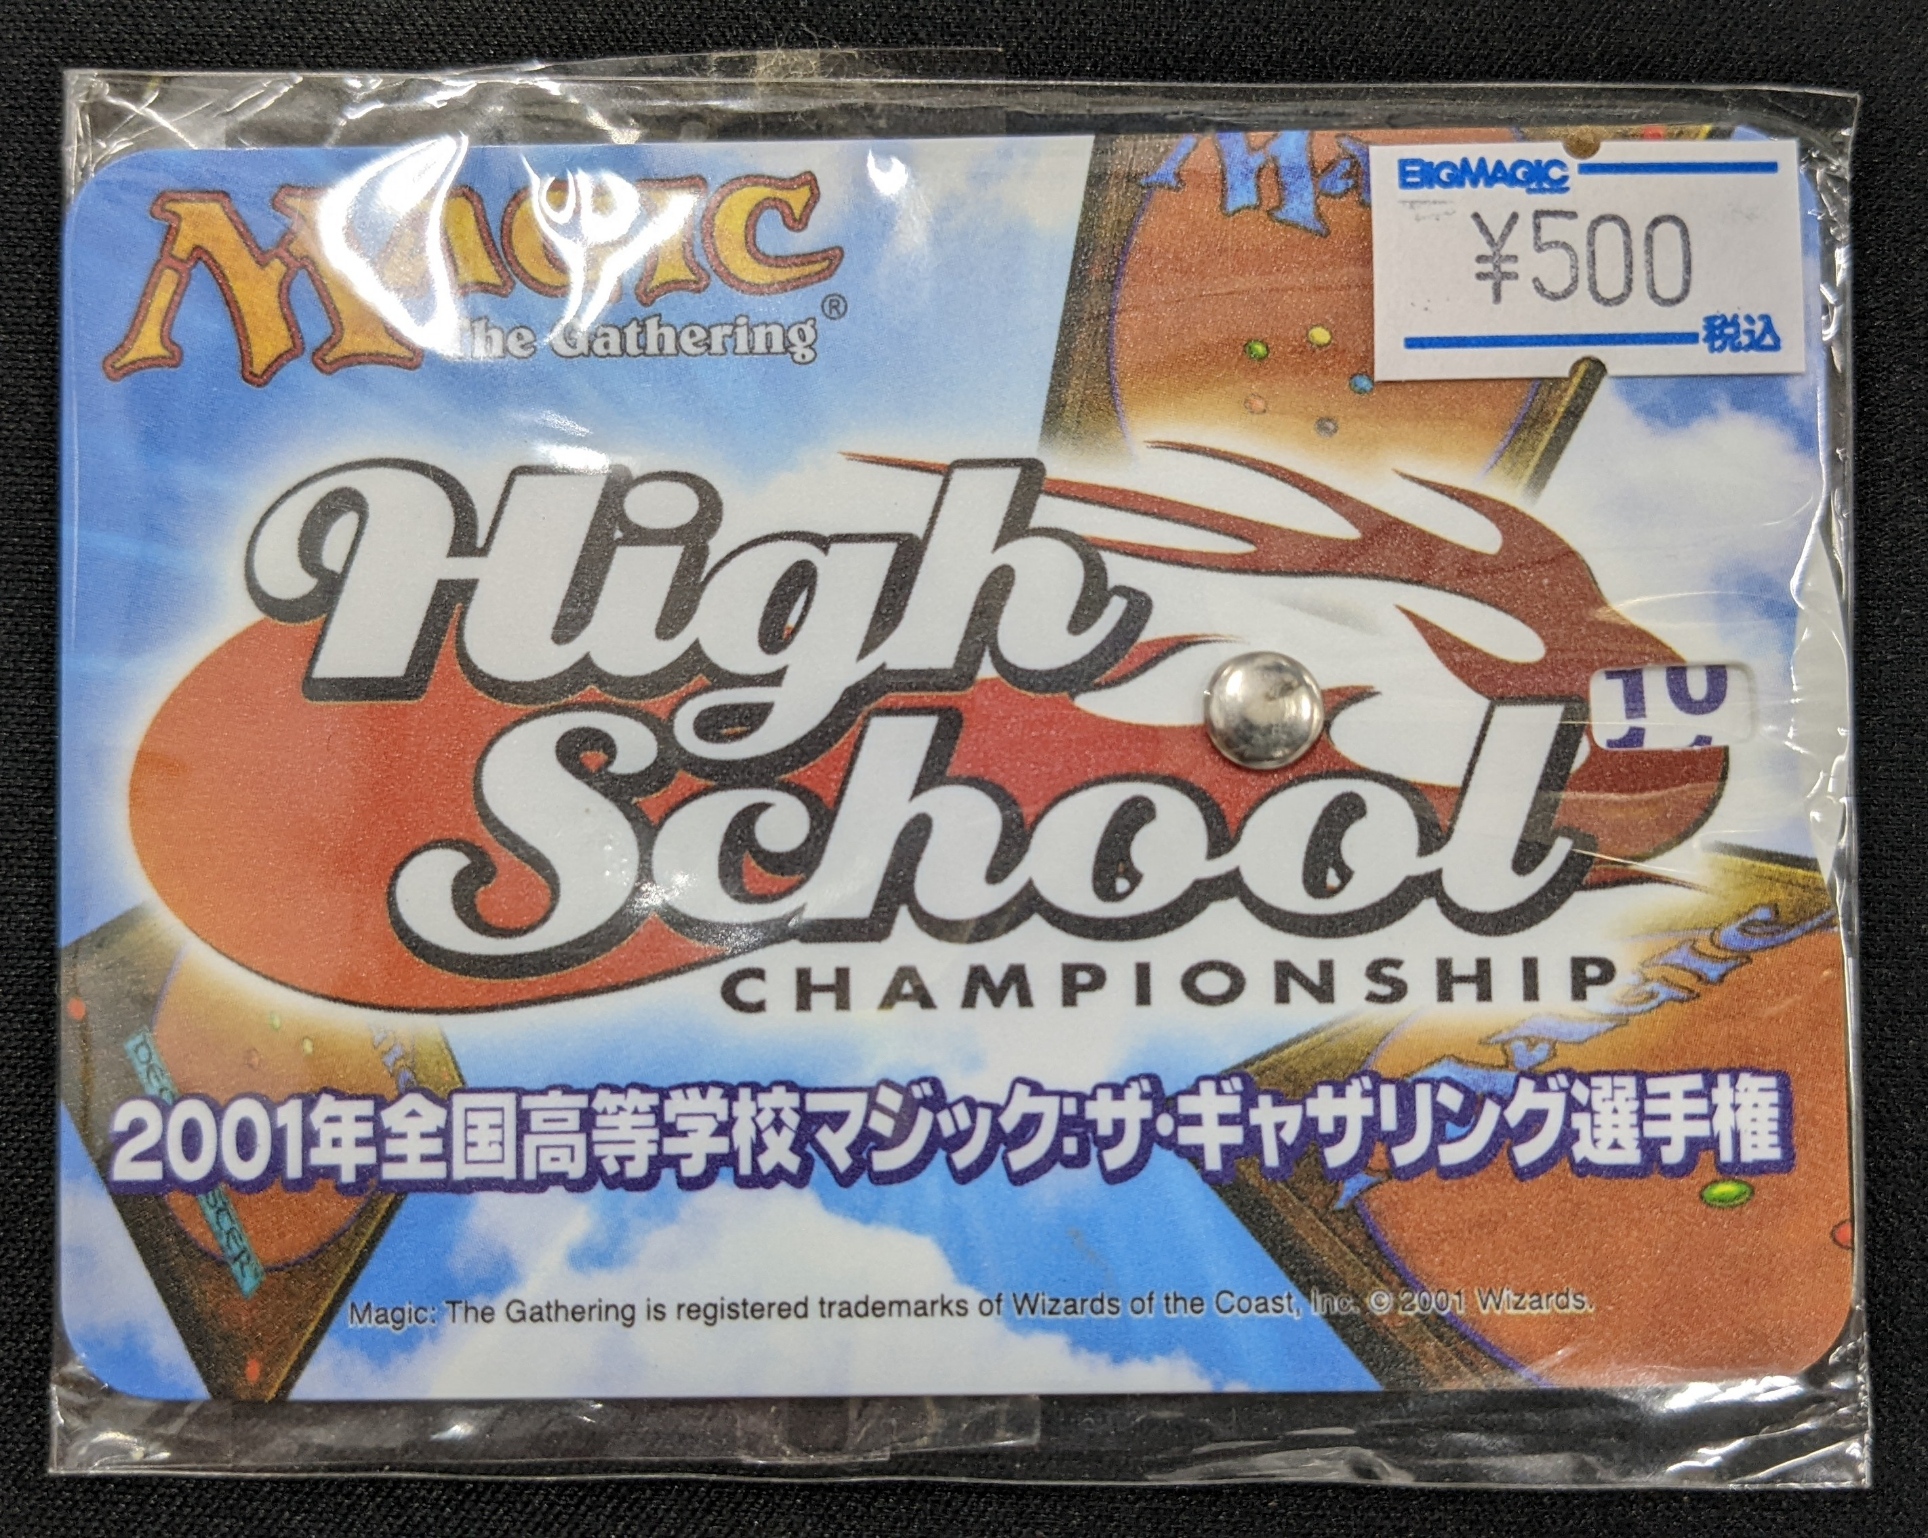 MAGIC
The Gathering®
BIGMAGIC
¥500
税込
High
School
CHAMPIONSHIP
10
2001年全国高等学校マジック:ザ・ギャザリング選手権
Magic: The Gathering is registered trademarks of Wizards of the Coast, Inc. © 2001 Wizards.